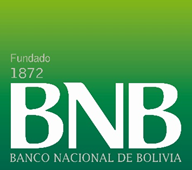 Fundado
1872
BNB
BANCO NACIONAL DE BOLIVIA